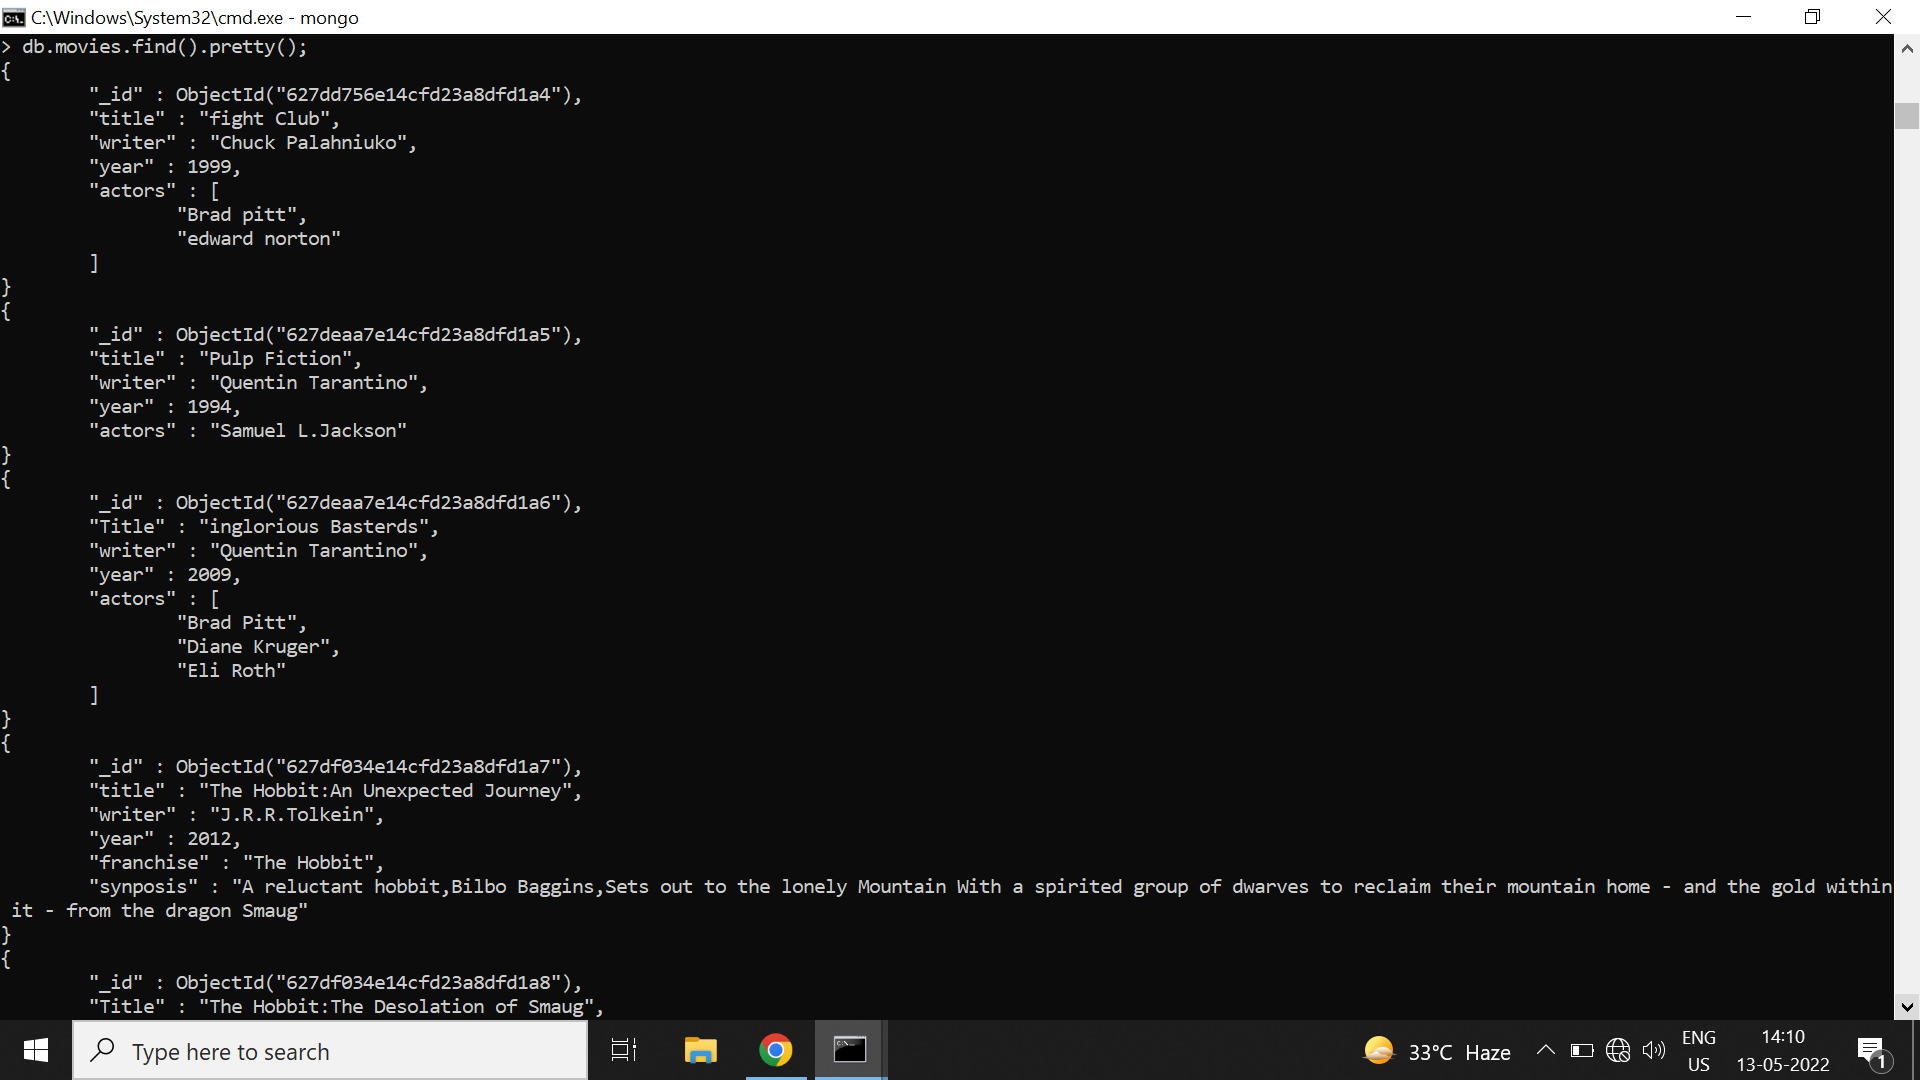 C:\Windows\System32\cmd.exe - mongo
> db.movies.find().pretty();
{
"_id" : ObjectId("627dd756e14cfd23a8dfd1a4"),
"title" : "fight Club",
"writer" : "Chuck Palahniuko",
"year" : 1999,
"actors" : [
"Brad pitt",
"edward norton"
]
}
{
"_id" : ObjectId("627deaa7e14cfd23a8dfd1a5"),
"title" : "Pulp Fiction",
"writer" : "Quentin Tarantino",
"year" : 1994,
"actors" : "Samuel L.Jackson"
}
{
"_id" : ObjectId("627deaa7e14cfd23a8dfd1a6"),
"Title" : "inglorious Basterds",
"writer" : "Quentin Tarantino",
"year" : 2009,
"actors" : [
"Brad Pitt",
"Diane Kruger",
"Eli Roth"
]
}
{
"_id" : ObjectId("627df034e14cfd23a8dfd1a7"),
"title" : "The Hobbit:An Unexpected Journey",
"writer" : "J.R.R.Tolkein",
"year" : 2012,
"franchise" : "The Hobbit",
"synposis" : "A reluctant hobbit,Bilbo Baggins,Sets out to the lonely Mountain With a spirited group of dwarves to reclaim their mountain home - and the gold within
it - from the dragon Smaug"
}
{
"_id" : ObjectId("627df034e14cfd23a8dfd1a8"),
"Title" : "The Hobbit:The Desolation of Smaug",
Type here to search
33°C Haze
ENG
US
14:10
13-05-2022
1